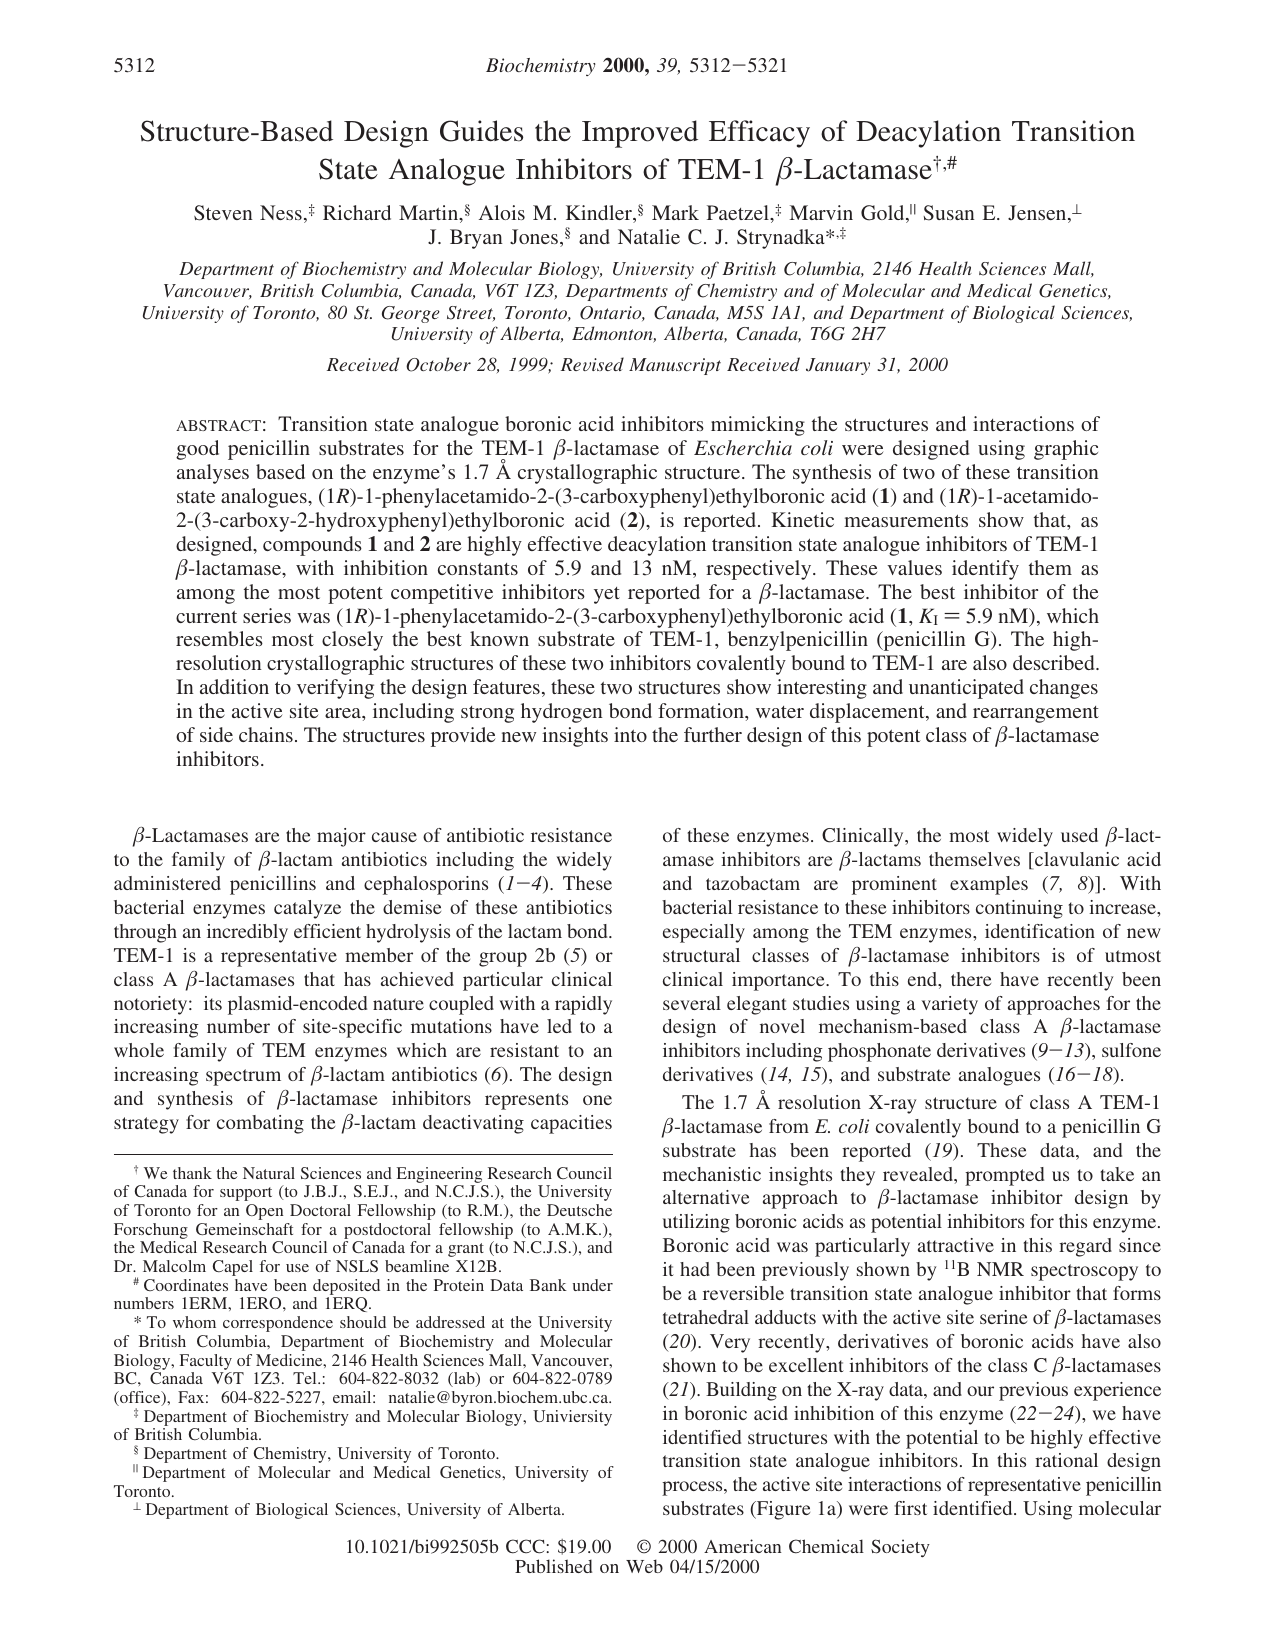 5312
Biochemistry 2000, 39, 5312−5321
Structure-Based Design Guides the Improved Efficacy of Deacylation Transition
State Analogue Inhibitors of TEM-1 β-Lactamase†,#
Steven Ness,‡ Richard Martin,§ Alois M. Kindler,§ Mark Paetzel,‡ Marvin Gold,|| Susan E. Jensen,⊥
J. Bryan Jones,§ and Natalie C. J. Strynadka*,‡
Department of Biochemistry and Molecular Biology, University of British Columbia, 2146 Health Sciences Mall,
Vancouver, British Columbia, Canada, V6T 1Z3, Departments of Chemistry and of Molecular and Medical Genetics,
University of Toronto, 80 St. George Street, Toronto, Ontario, Canada, M5S 1A1, and Department of Biological Sciences,
University of Alberta, Edmonton, Alberta, Canada, T6G 2H7
Received October 28, 1999; Revised Manuscript Received January 31, 2000
ABSTRACT: Transition state analogue boronic acid inhibitors mimicking the structures and interactions of
good penicillin substrates for the TEM-1 β-lactamase of Escherchia coli were designed using graphic
analyses based on the enzyme's 1.7 Å crystallographic structure. The synthesis of two of these transition
state analogues, (1R)-1-phenylacetamido-2-(3-carboxyphenyl)ethylboronic acid (1) and (1R)-1-acetamido-
2-(3-carboxy-2-hydroxyphenyl)ethylboronic acid (2), is reported. Kinetic measurements show that, as
designed, compounds 1 and 2 are highly effective deacylation transition state analogue inhibitors of TEM-1
β-lactamase, with inhibition constants of 5.9 and 13 nM, respectively. These values identify them as
among the most potent competitive inhibitors yet reported for a β-lactamase. The best inhibitor of the
current series was (1R)-1-phenylacetamido-2-(3-carboxyphenyl)ethylboronic acid (1, KI = 5.9 nM), which
resembles most closely the best known substrate of TEM-1, benzylpenicillin (penicillin G). The high-
resolution crystallographic structures of these two inhibitors covalently bound to TEM-1 are also described.
In addition to verifying the design features, these two structures show interesting and unanticipated changes
in the active site area, including strong hydrogen bond formation, water displacement, and rearrangement
of side chains. The structures provide new insights into the further design of this potent class of β-lactamase
inhibitors.
β-Lactamases are the major cause of antibiotic resistance
to the family of β-lactam antibiotics including the widely
administered penicillins and cephalosporins (1−4). These
bacterial enzymes catalyze the demise of these antibiotics
through an incredibly efficient hydrolysis of the lactam bond.
TEM-1 is a representative member of the group 2b (5) or
class A β-lactamases that has achieved particular clinical
notoriety: its plasmid-encoded nature coupled with a rapidly
increasing number of site-specific mutations have led to a
whole family of TEM enzymes which are resistant to an
increasing spectrum of β-lactam antibiotics (6). The design
and synthesis of β-lactamase inhibitors represents one
strategy for combating the β-lactam deactivating capacities
† We thank the Natural Sciences and Engineering Research Council
of Canada for support (to J.B.J., S.E.J., and N.C.J.S.), the University
of Toronto for an Open Doctoral Fellowship (to R.M.), the Deutsche
Forschung Gemeinschaft for a postdoctoral fellowship (to A.M.K.),
the Medical Research Council of Canada for a grant (to N.C.J.S.), and
Dr. Malcolm Capel for use of NSLS beamline X12B.
# Coordinates have been deposited in the Protein Data Bank under
numbers 1ERM, 1ERO, and 1ERQ.
* To whom correspondence should be addressed at the University
of British Columbia, Department of Biochemistry and Molecular
Biology, Faculty of Medicine, 2146 Health Sciences Mall, Vancouver,
BC, Canada V6T 1Z3. Tel.: 604-822-8032 (lab) or 604-822-0789
(office), Fax: 604-822-5227, email: natalie@byron.biochem.ubc.ca.
‡ Department of Biochemistry and Molecular Biology, Univiersity
of British Columbia.
§ Department of Chemistry, University of Toronto.
|| Department of Molecular and Medical Genetics, University of
Toronto.
⊥ Department of Biological Sciences, University of Alberta.
of these enzymes. Clinically, the most widely used β-lact-
amase inhibitors are β-lactams themselves [clavulanic acid
and tazobactam are prominent examples (7, 8)]. With
bacterial resistance to these inhibitors continuing to increase,
especially among the TEM enzymes, identification of new
structural classes of β-lactamase inhibitors is of utmost
clinical importance. To this end, there have recently been
several elegant studies using a variety of approaches for the
design of novel mechanism-based class A β-lactamase
inhibitors including phosphonate derivatives (9−13), sulfone
derivatives (14, 15), and substrate analogues (16−18).
The 1.7 Å resolution X-ray structure of class A TEM-1
β-lactamase from E. coli covalently bound to a penicillin G
substrate has been reported (19). These data, and the
mechanistic insights they revealed, prompted us to take an
alternative approach to β-lactamase inhibitor design by
utilizing boronic acids as potential inhibitors for this enzyme.
Boronic acid was particularly attractive in this regard since
it had been previously shown by 11B NMR spectroscopy to
be a reversible transition state analogue inhibitor that forms
tetrahedral adducts with the active site serine of β-lactamases
(20). Very recently, derivatives of boronic acids have also
shown to be excellent inhibitors of the class C β-lactamases
(21). Building on the X-ray data, and our previous experience
in boronic acid inhibition of this enzyme (22−24), we have
identified structures with the potential to be highly effective
transition state analogue inhibitors. In this rational design
process, the active site interactions of representative penicillin
substrates (Figure 1a) were first identified. Using molecular
10.1021/bi992505b CCC: $19.00 © 2000 American Chemical Society
Published on Web 04/15/2000